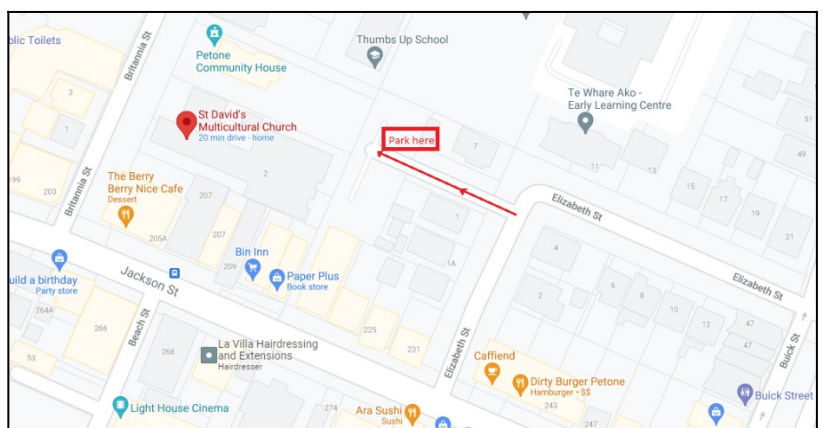 blic Toilets
Britannia St
Petone
Community House
Thumbs Up School
Te Whare Ako -
Early Learning Centre
St David's
Multicultural Church
20 min drive - home
Park here
3
1
2
7
11
13
15
17
19
21
51
49
199
203
Britannia St
The Berry
Berry Nice Cafe
Dessert
207
207
205A
209
Bin Inn
Paper Plus
Book store
1
1A
Elizabeth St
4
2
6
8
10
12
47
47
Elizabeth St
Buick St
uild a birthday
Party store
264A
266
53
Jackson St
Beach St
268
225
231
La Villa Hairdressing
and Extensions
Hairdresser
Elizabeth St
Caffiend
Dirty Burger Petone
Hamburger • $$
243
247
Buick Street
Light House Cinema
274
Ara Sushi
Sushi